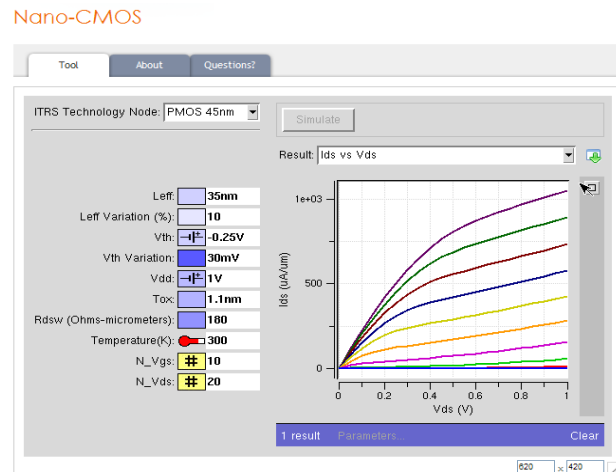 Nano-CMOS
Tool About Questions?
ITRS Technology Node: PMOS 45nm
Simulate
Result: Ids vs Vds
Leff: 35nm
Leff Variation (%): 10
Vth: -0.25V
Vth Variation: 30mV
Vdd: 1V
Tox: 1.1nm
Rdsw (Ohms-micrometers): 180
Temperature(K): 300
N_Vgs: 10
N_Vds: 20
1e+03
500
0
Ids (uA/um)
0 0.2 0.4 0.6 0.8 1
Vds (V)
1 result Parameters... Clear
620 x 420